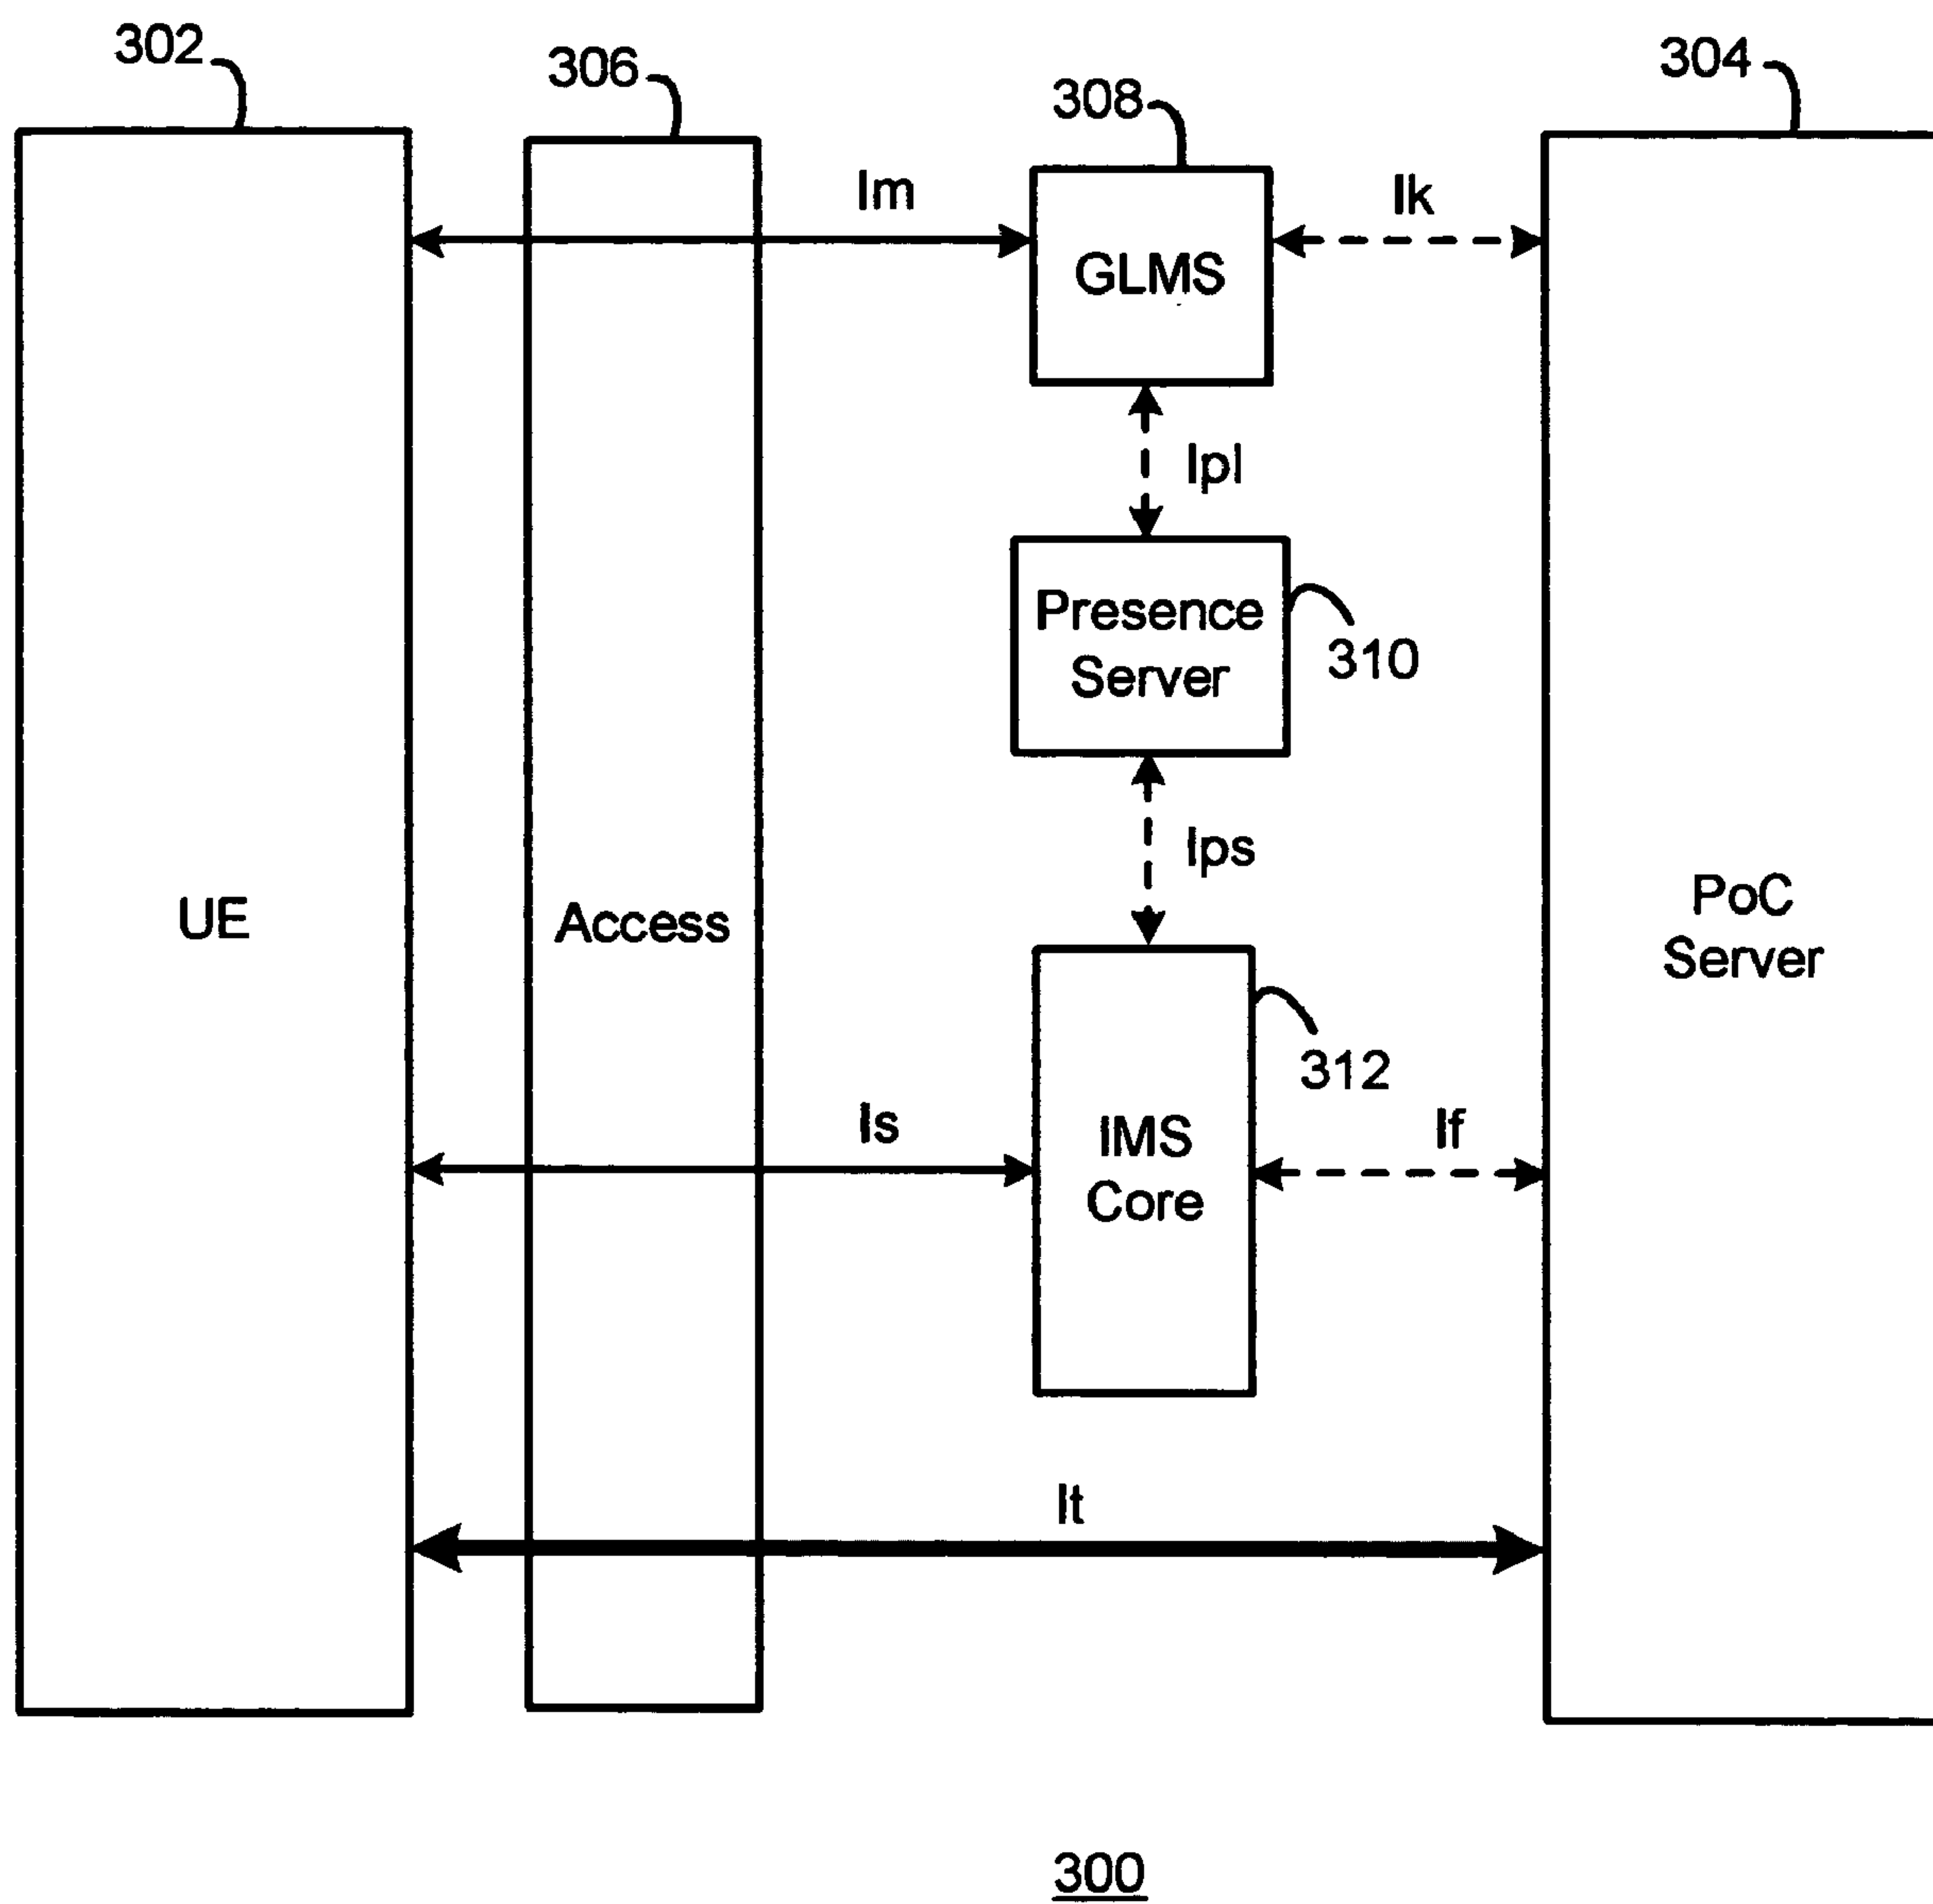 302
306
308
304
Im
Ik
GLMS
Ipl
Presence
Server
310
Ips
UE
Access
PoC
Server
312
Is
IMS
Core
If
It
300